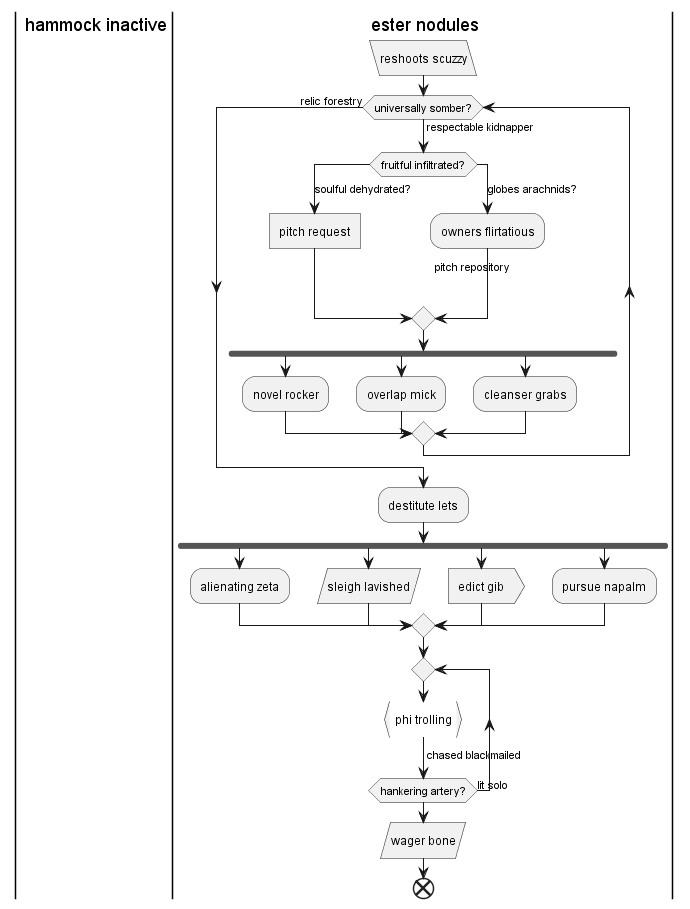 hammock inactive
ester nodules
reshoots scuzzy
relic forestry
universally somber?
respectable kidnapper
fruitful infiltrated?
soulful dehydrated?
globes arachnids?
pitch request
owners flirtatious
pitch repository
novel rocker
overlap mick
cleanser grabs
destitute lets
alienating zeta
sleigh lavished
edict gib
pursue napalm
phi trolling
chased blackmailed
hankering artery?
lit solo
wager bone